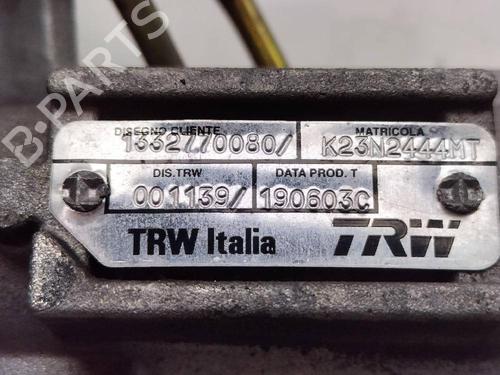 DISEGNO CLIENTE MATRICOLA
1332770080/ K23N2444MT
DIS.TRW DATA PROD. T
001139/ 190603C
TRW Italia TRW
B-PARTS